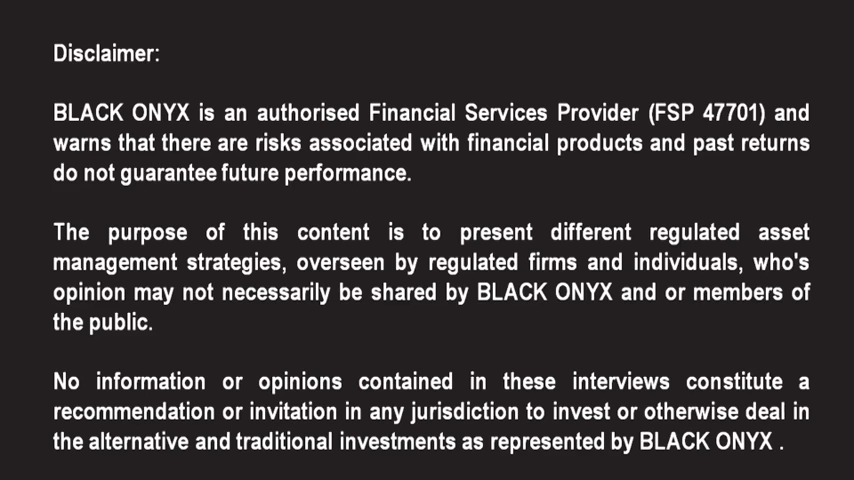 Disclaimer:
BLACK ONYX is an authorised Financial Services Provider (FSP 47701) and
warns that there are risks associated with financial products and past returns
do not guarantee future performance.
The purpose of this content is to present different regulated asset
management strategies, overseen by regulated firms and individuals, who's
opinion may not necessarily be shared by BLACK ONYX and or members of
the public.
No information or opinions contained in these interviews constitute a
recommendation or invitation in any jurisdiction to invest or otherwise deal in
the alternative and traditional investments as represented by BLACK ONYX .